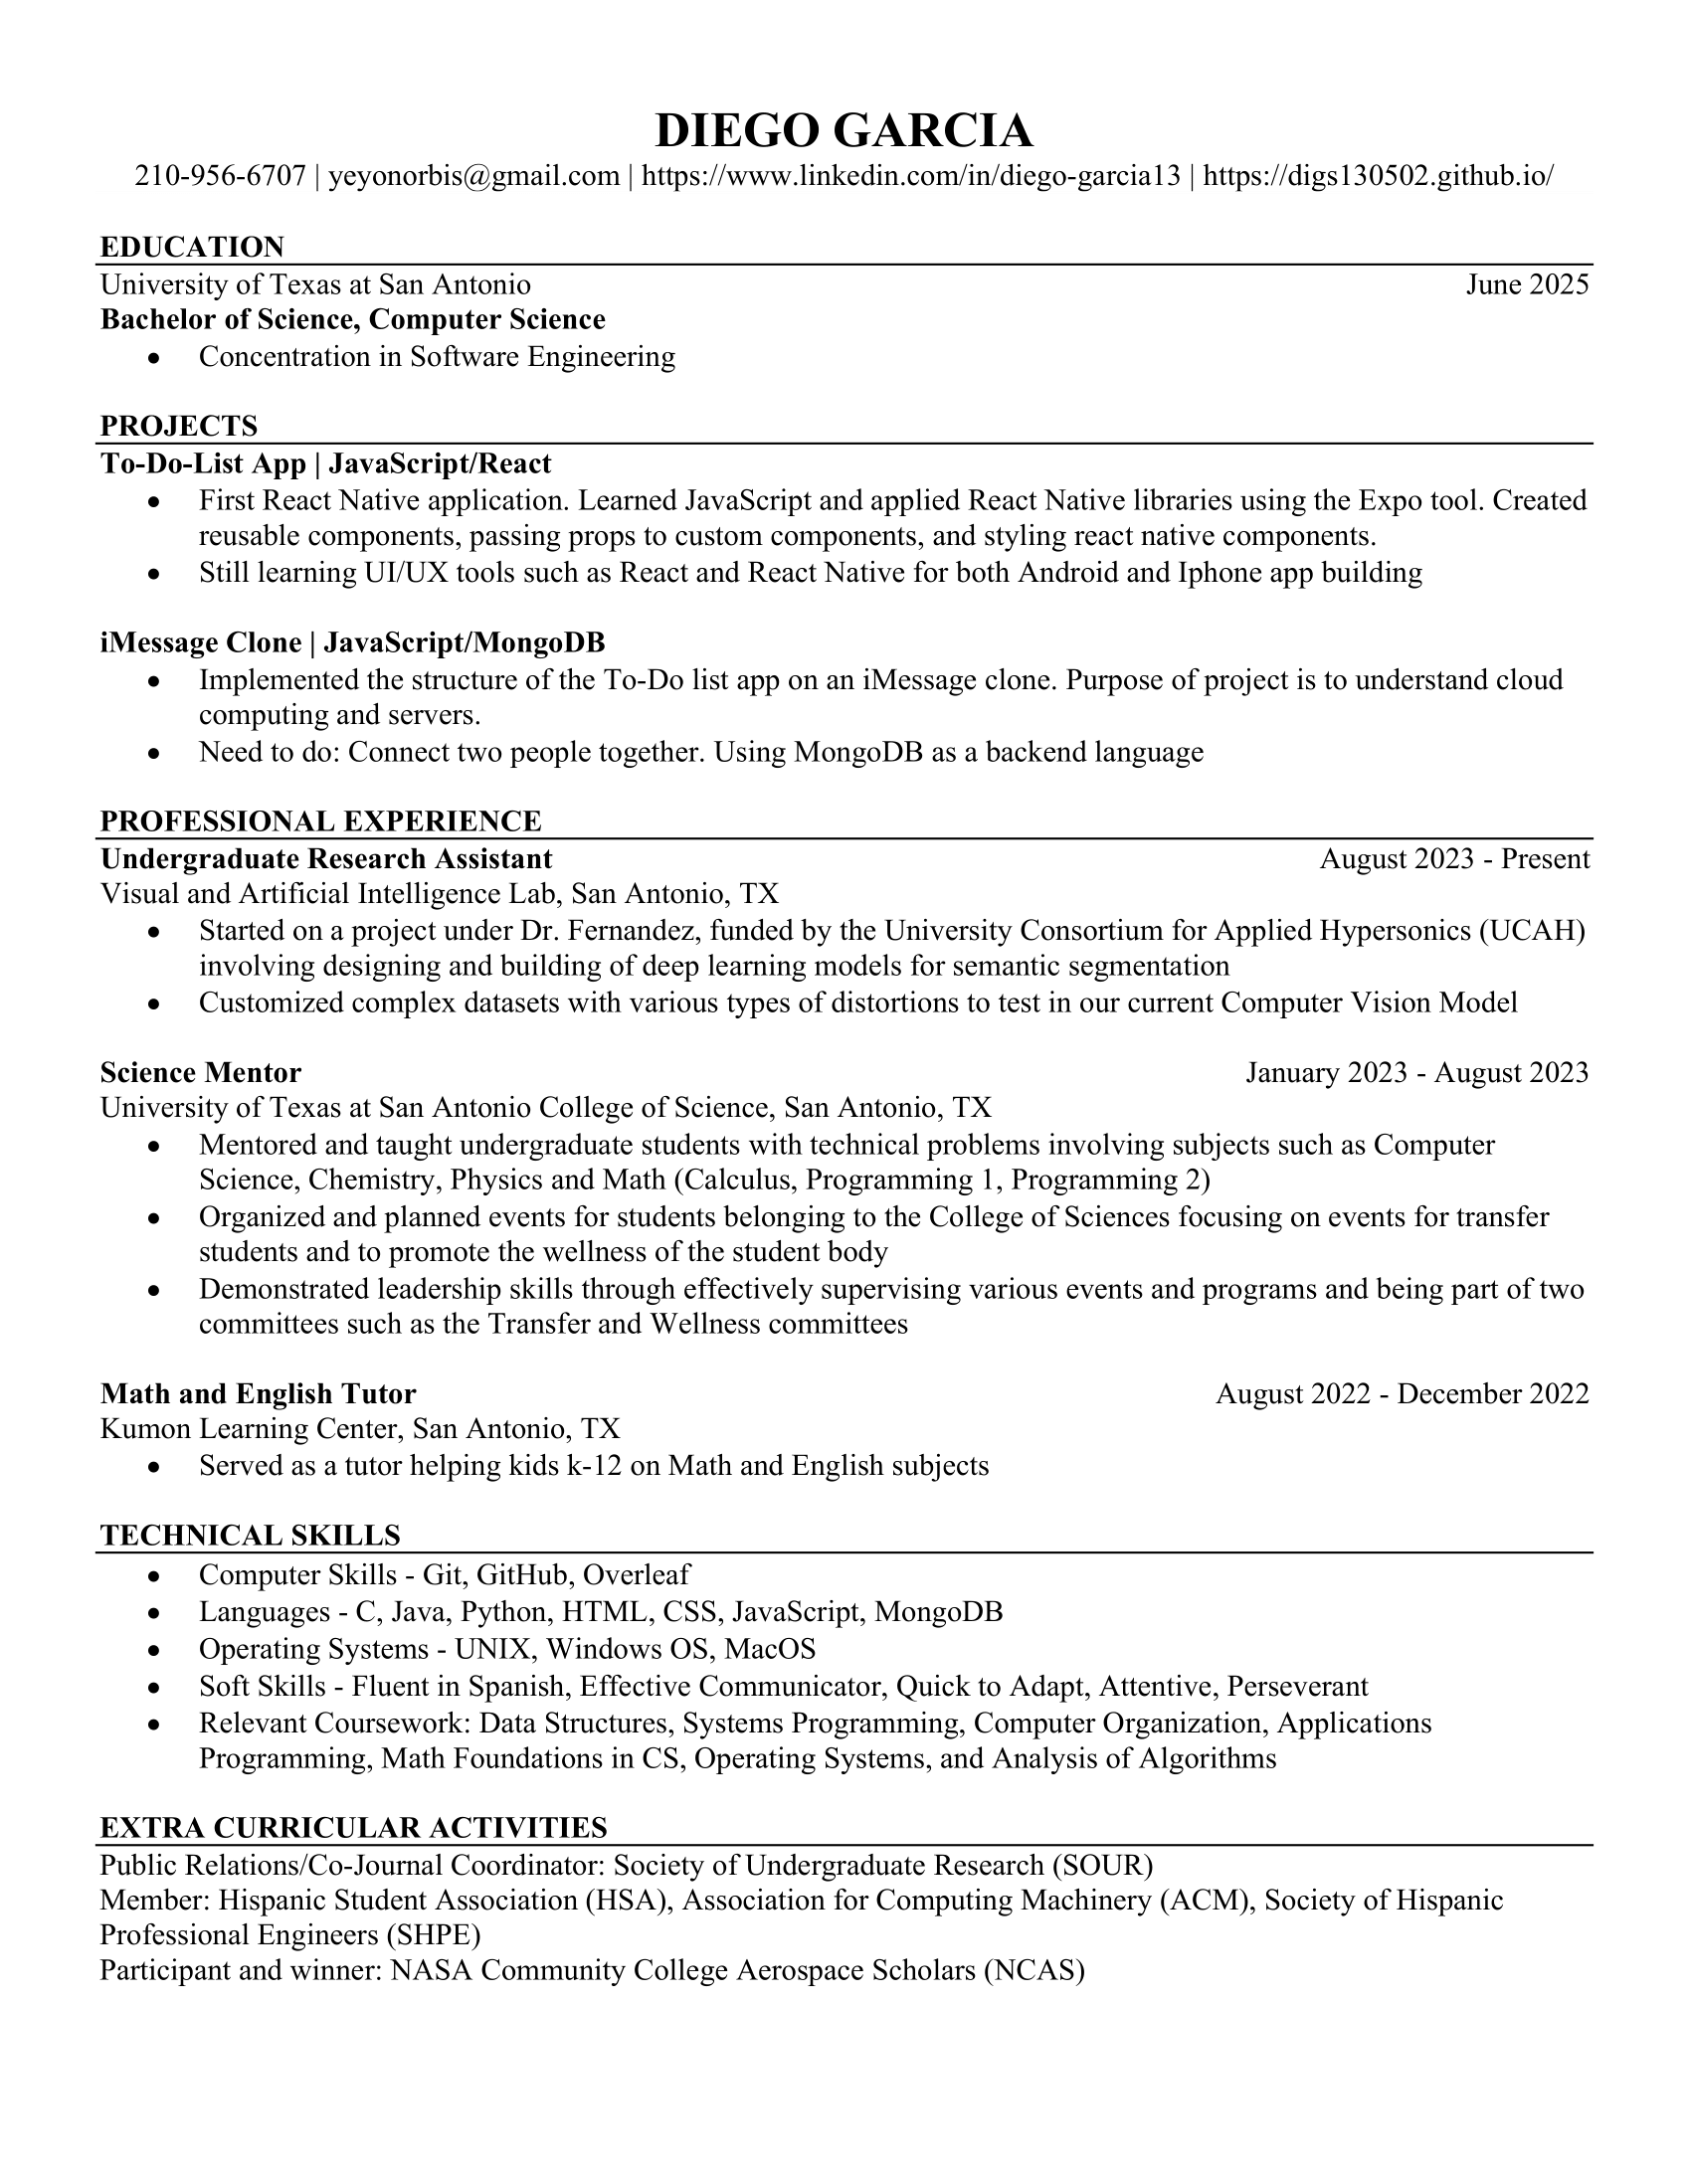 DIEGO GARCIA
210-956-6707 | yeyonorbis@gmail.com | https://www.linkedin.com/in/diego-garcia13 | https://digs130502.github.io/
EDUCATION
University of Texas at San Antonio June 2025
Bachelor of Science, Computer Science
• Concentration in Software Engineering
PROJECTS
To-Do-List App | JavaScript/React
• First React Native application. Learned JavaScript and applied React Native libraries using the Expo tool. Created
reusable components, passing props to custom components, and styling react native components.
• Still learning UI/UX tools such as React and React Native for both Android and Iphone app building
iMessage Clone | JavaScript/MongoDB
• Implemented the structure of the To-Do list app on an iMessage clone. Purpose of project is to understand cloud
computing and servers.
• Need to do: Connect two people together. Using MongoDB as a backend language
PROFESSIONAL EXPERIENCE
Undergraduate Research Assistant August 2023 - Present
Visual and Artificial Intelligence Lab, San Antonio, TX
• Started on a project under Dr. Fernandez, funded by the University Consortium for Applied Hypersonics (UCAH)
involving designing and building of deep learning models for semantic segmentation
• Customized complex datasets with various types of distortions to test in our current Computer Vision Model
Science Mentor January 2023 - August 2023
University of Texas at San Antonio College of Science, San Antonio, TX
• Mentored and taught undergraduate students with technical problems involving subjects such as Computer
Science, Chemistry, Physics and Math (Calculus, Programming 1, Programming 2)
• Organized and planned events for students belonging to the College of Sciences focusing on events for transfer
students and to promote the wellness of the student body
• Demonstrated leadership skills through effectively supervising various events and programs and being part of two
committees such as the Transfer and Wellness committees
Math and English Tutor August 2022 - December 2022
Kumon Learning Center, San Antonio, TX
• Served as a tutor helping kids k-12 on Math and English subjects
TECHNICAL SKILLS
• Computer Skills - Git, GitHub, Overleaf
• Languages - C, Java, Python, HTML, CSS, JavaScript, MongoDB
• Operating Systems - UNIX, Windows OS, MacOS
• Soft Skills - Fluent in Spanish, Effective Communicator, Quick to Adapt, Attentive, Perseverant
• Relevant Coursework: Data Structures, Systems Programming, Computer Organization, Applications
Programming, Math Foundations in CS, Operating Systems, and Analysis of Algorithms
EXTRA CURRICULAR ACTIVITIES
Public Relations/Co-Journal Coordinator: Society of Undergraduate Research (SOUR)
Member: Hispanic Student Association (HSA), Association for Computing Machinery (ACM), Society of Hispanic
Professional Engineers (SHPE)
Participant and winner: NASA Community College Aerospace Scholars (NCAS)